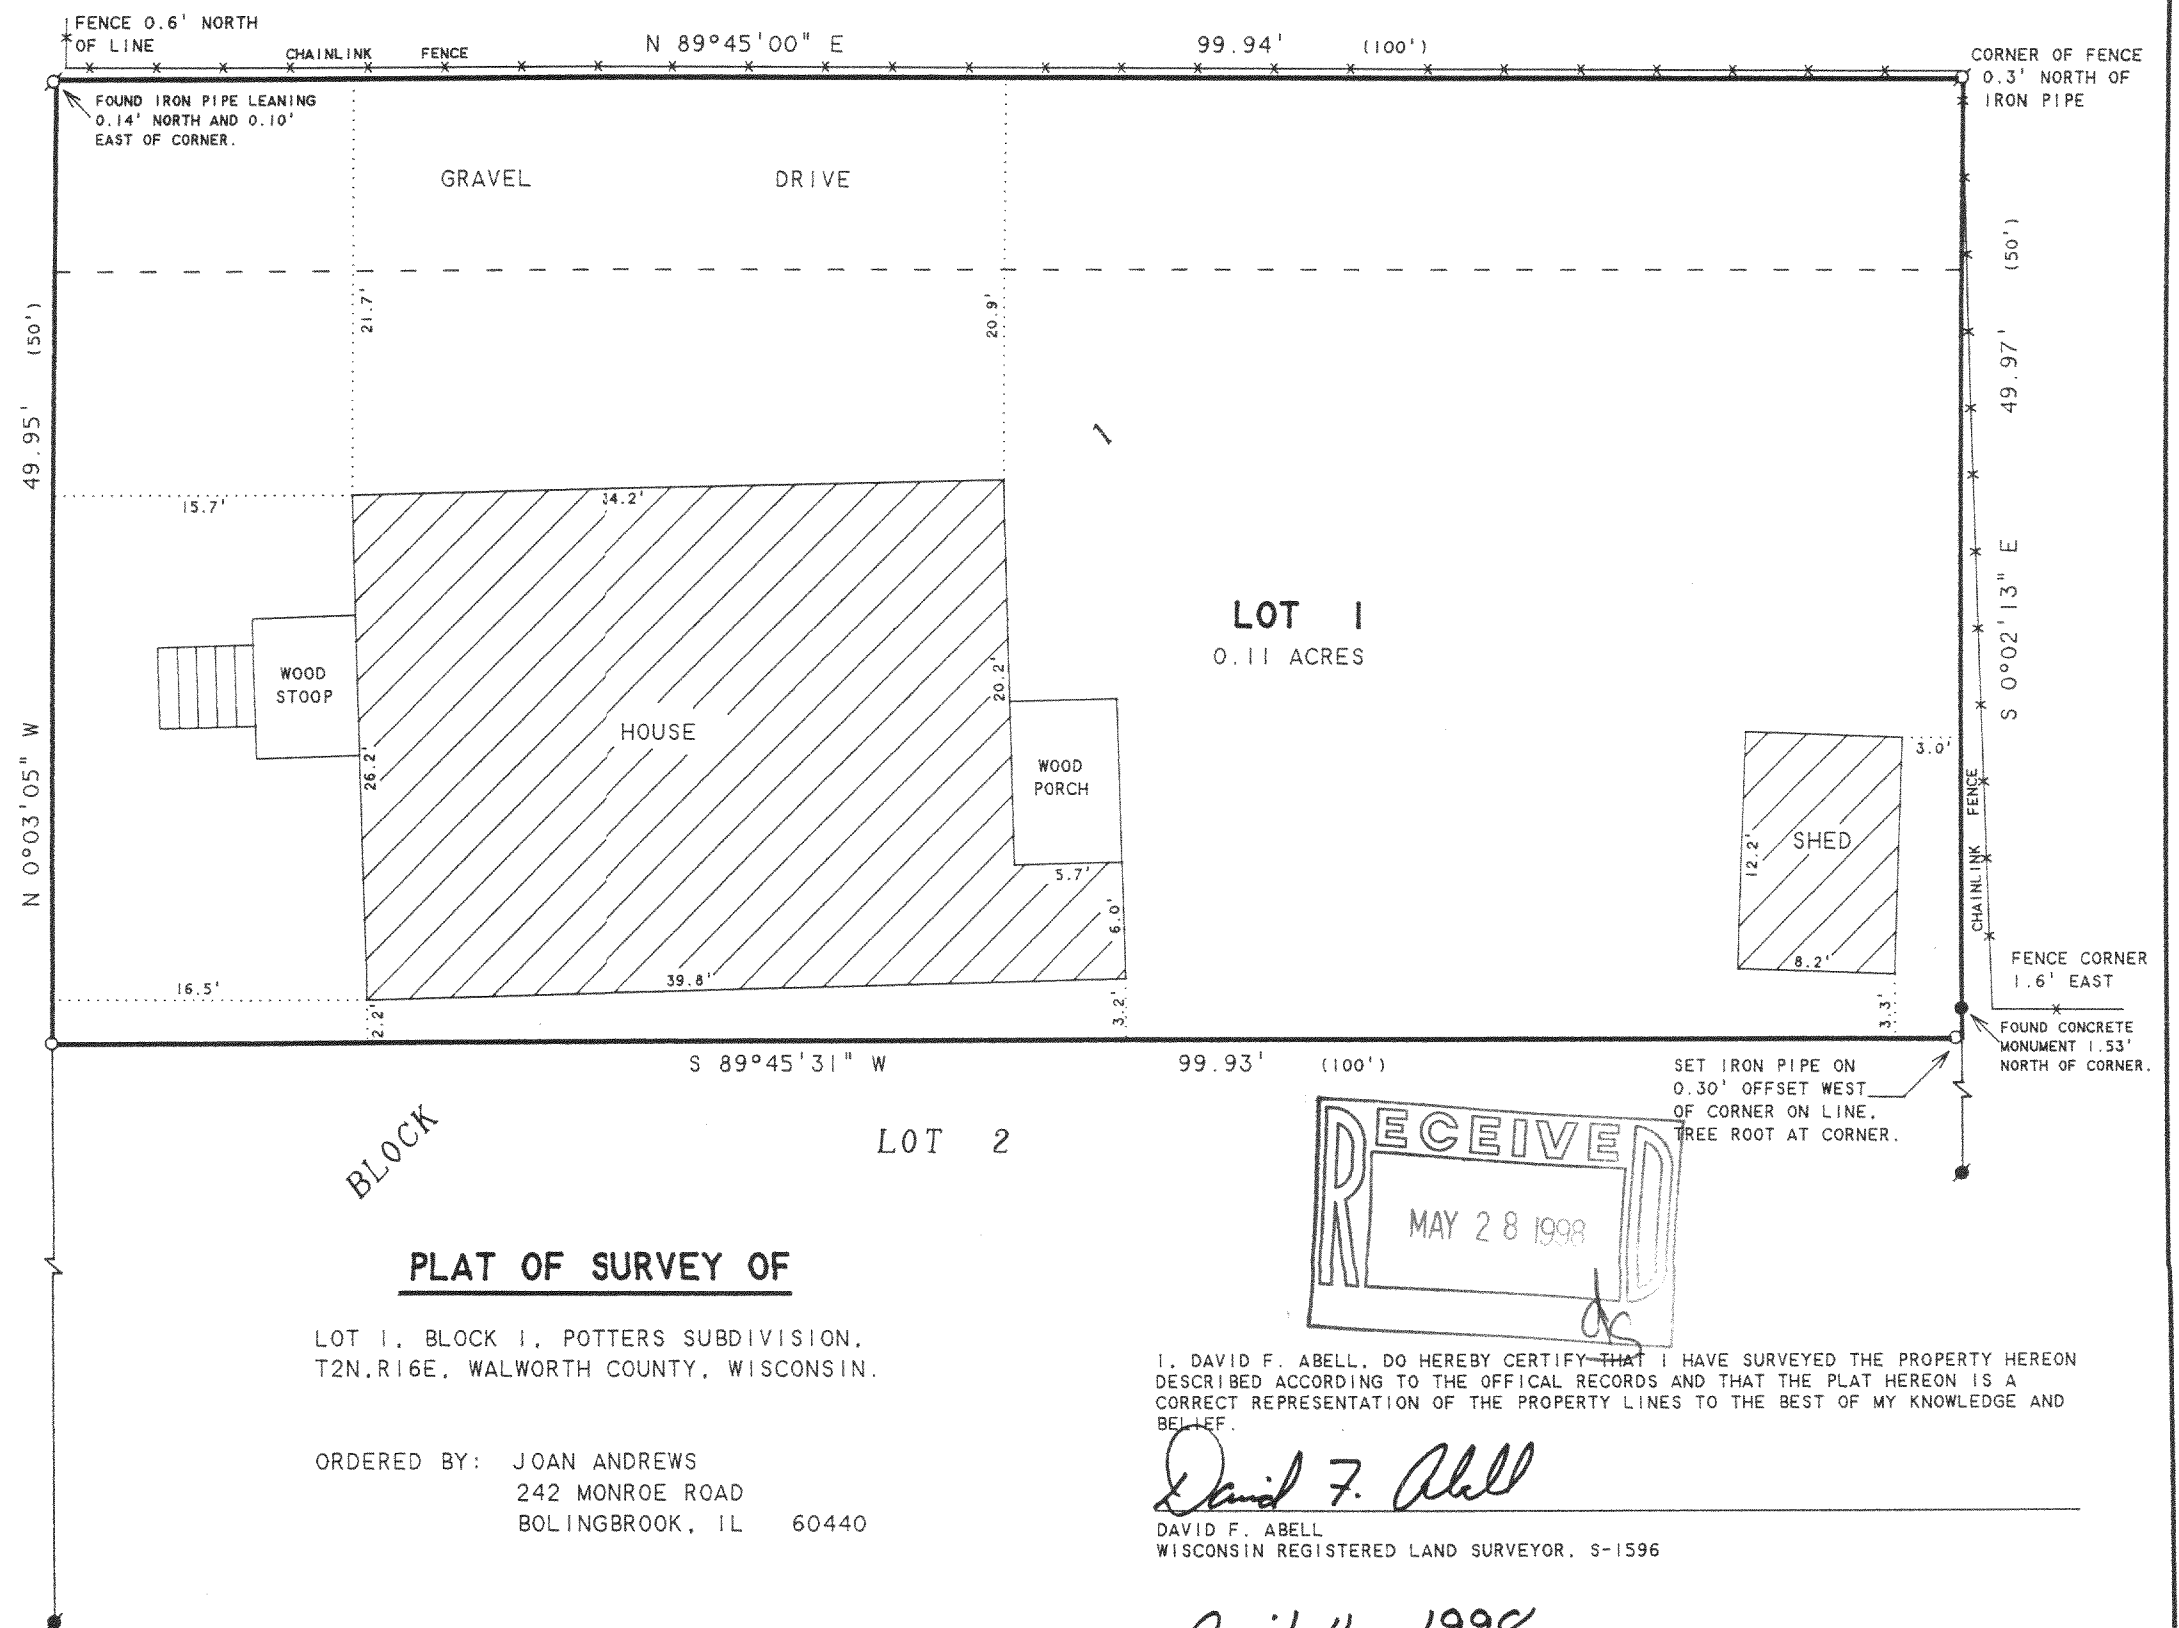 FENCE 0.6' NORTH
OF LINE
CHAINLINK FENCE
N 89°45'00" E
99.94' (100')
CORNER OF FENCE
0.3' NORTH OF
IRON PIPE
FOUND IRON PIPE LEANING
0.14' NORTH AND 0.10'
EAST OF CORNER.
GRAVEL DRIVE
21.7'
20.9'
(50')
49.95'
N 0°03'05" W
(50')
49.97'
S 0°02'13" E
1
15.7'
34.2'
LOT 1
0.11 ACRES
WOOD
STOOP
HOUSE
26.2'
20.2'
WOOD
PORCH
5.7'
6.0'
39.8'
16.5'
2.2'
3.2'
3.0'
SHED
12.2'
8.2'
3.3'
CHAINLINK FENCE
FENCE CORNER
1.6' EAST
FOUND CONCRETE
MONUMENT 1.53'
NORTH OF CORNER.
S 89°45'31" W
99.93' (100')
SET IRON PIPE ON
0.30' OFFSET WEST
OF CORNER ON LINE,
TREE ROOT AT CORNER.
BLOCK
LOT 2
RECEIVED
MAY 28 1998
PLAT OF SURVEY OF
LOT 1, BLOCK 1, POTTERS SUBDIVISION,
T2N,R16E, WALWORTH COUNTY, WISCONSIN.
ORDERED BY: JOAN ANDREWS
242 MONROE ROAD
BOLINGBROOK, IL 60440
I, DAVID F. ABELL, DO HEREBY CERTIFY THAT I HAVE SURVEYED THE PROPERTY HEREON
DESCRIBED ACCORDING TO THE OFFICAL RECORDS AND THAT THE PLAT HEREON IS A
CORRECT REPRESENTATION OF THE PROPERTY LINES TO THE BEST OF MY KNOWLEDGE AND
BELIEF.
David F. Abell
DAVID F. ABELL
WISCONSIN REGISTERED LAND SURVEYOR, S-1596
1998